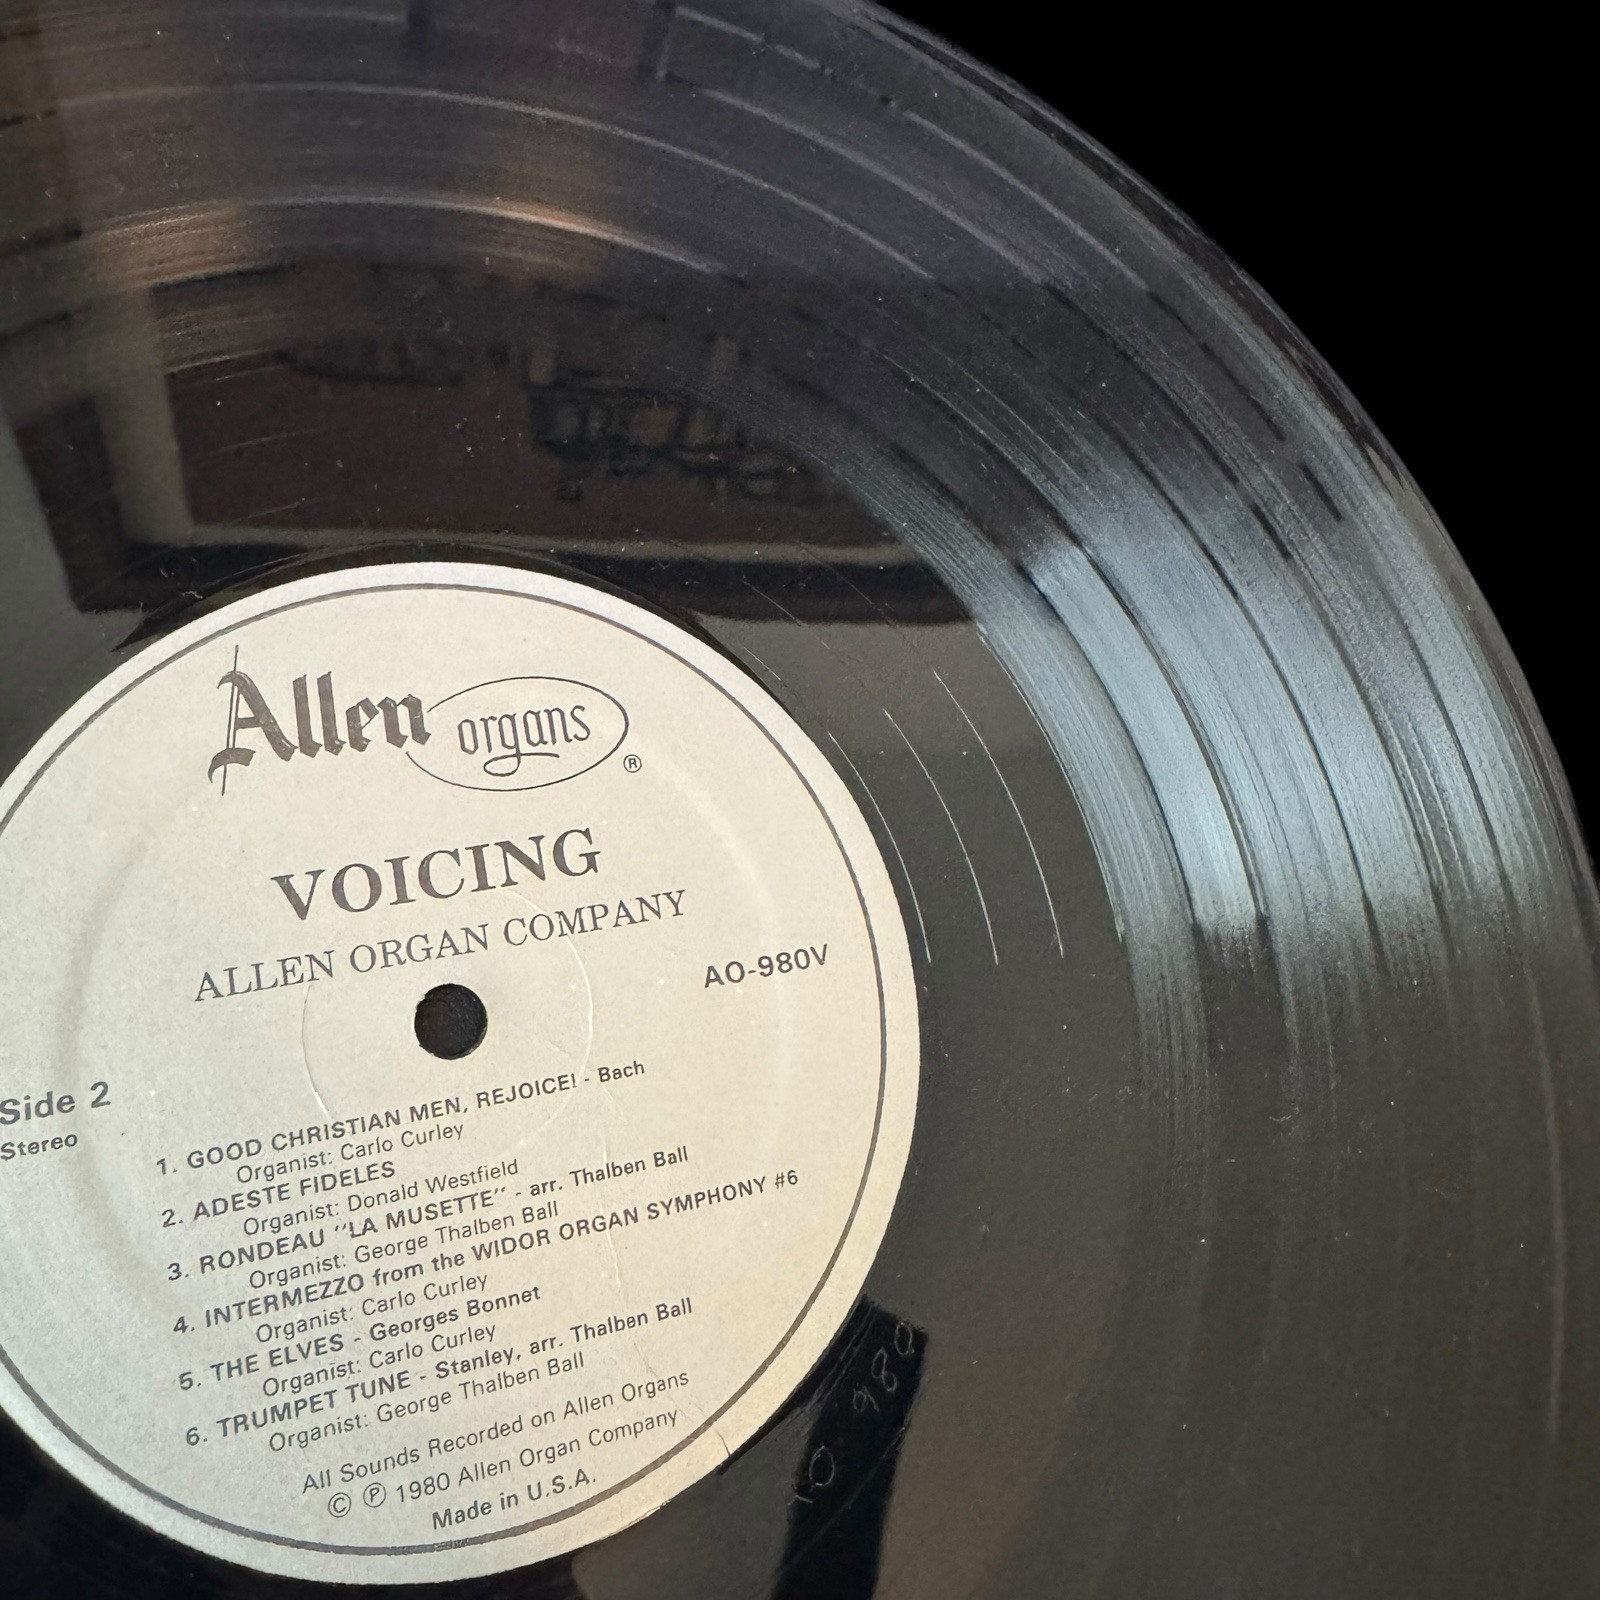 Allen organs ®
VOICING
ALLEN ORGAN COMPANY
AO-980V
Side 2
Stereo
1. GOOD CHRISTIAN MEN, REJOICE! - Bach
Organist: Carlo Curley
2. ADESTE FIDELES
Organist: Donald Westfield
3. RONDEAU "LA MUSETTE" - arr. Thalben Ball
Organist: George Thalben Ball
4. INTERMEZZO from the WIDOR ORGAN SYMPHONY #6
Organist: Carlo Curley
5. THE ELVES - Georges Bonnet
Organist: Carlo Curley
6. TRUMPET TUNE - Stanley, arr. Thalben Ball
Organist: George Thalben Ball
All Sounds Recorded on Allen Organs
© ℗ 1980 Allen Organ Company
Made in U.S.A.